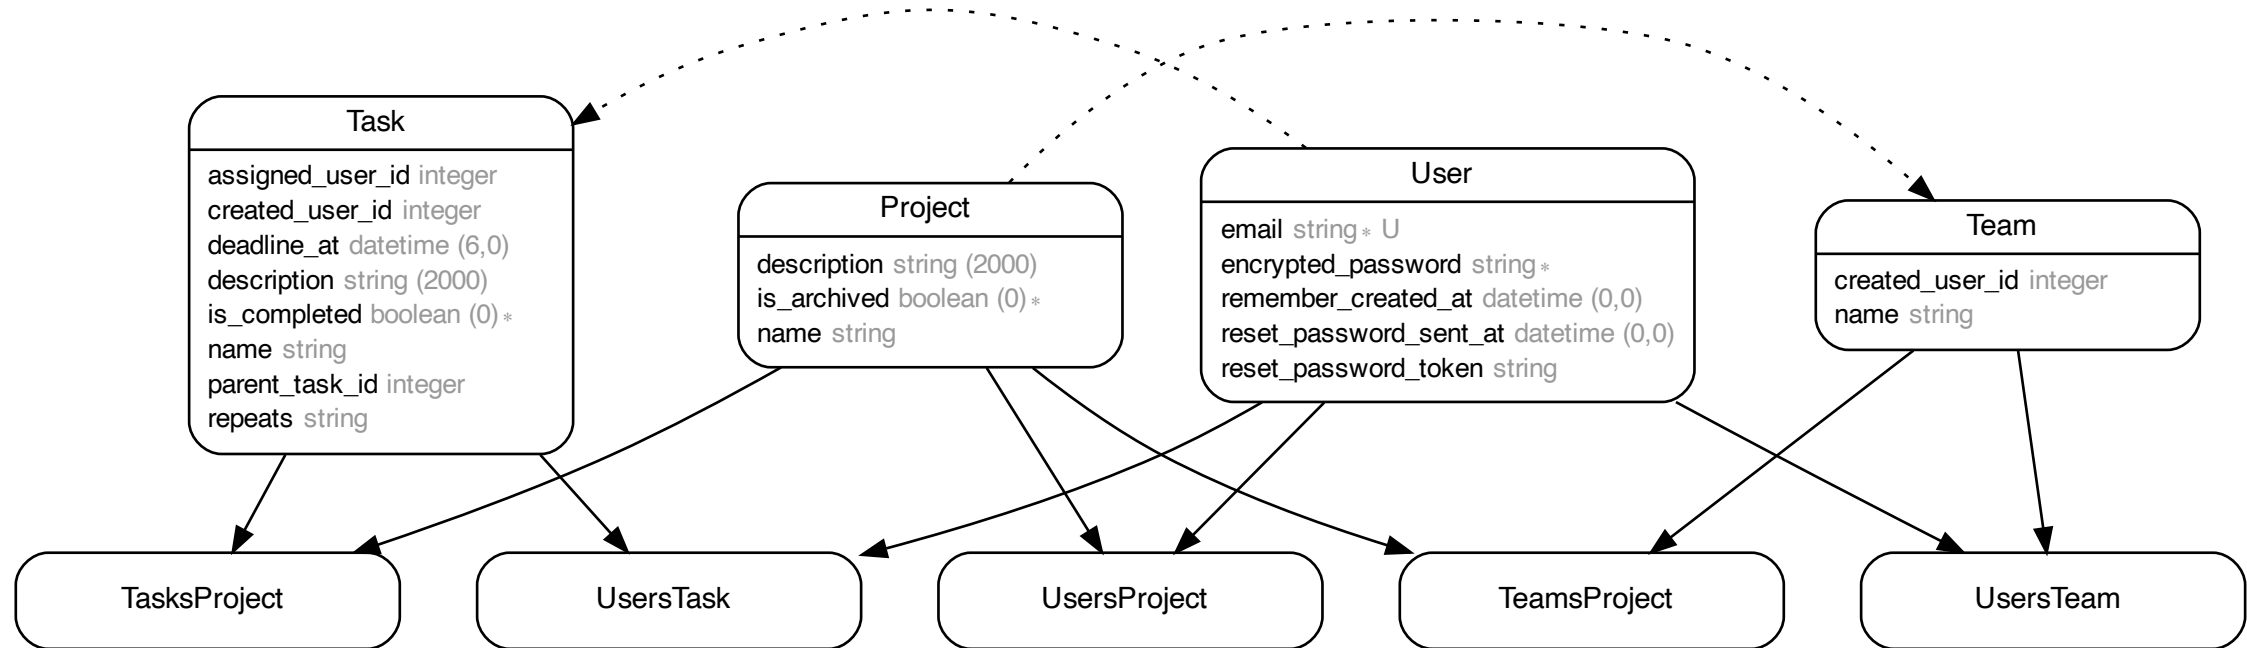 Task
assigned_user_id integer
created_user_id integer
deadline_at datetime (6,0)
description string (2000)
is_completed boolean (0) *
name string
parent_task_id integer
repeats string
Project
description string (2000)
is_archived boolean (0) *
name string
User
email string * U
encrypted_password string *
remember_created_at datetime (0,0)
reset_password_sent_at datetime (0,0)
reset_password_token string
Team
created_user_id integer
name string
TasksProject
UsersTask
UsersProject
TeamsProject
UsersTeam